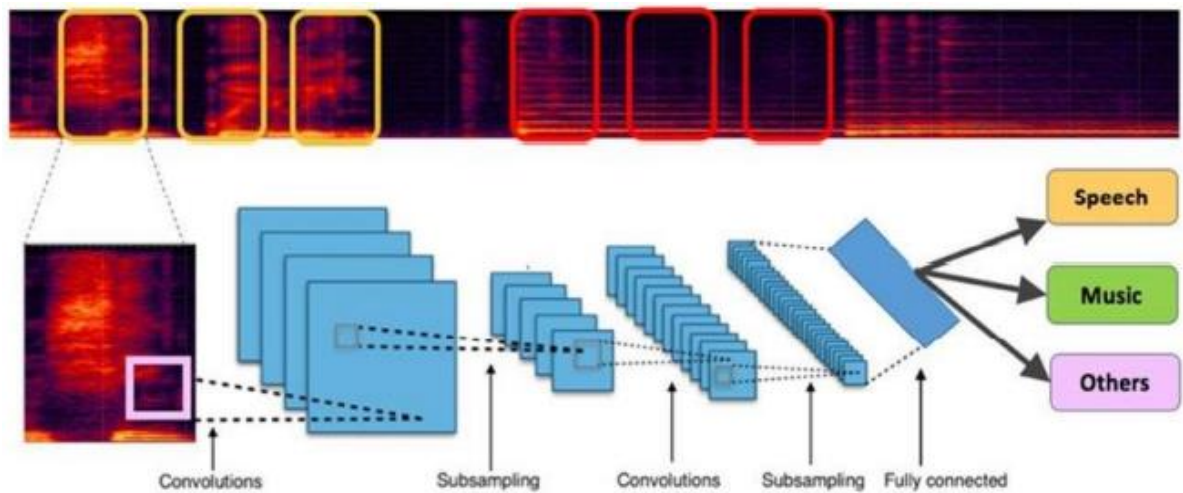 Speech
Music
Others
Convolutions
Subsampling
Convolutions
Subsampling
Fully connected